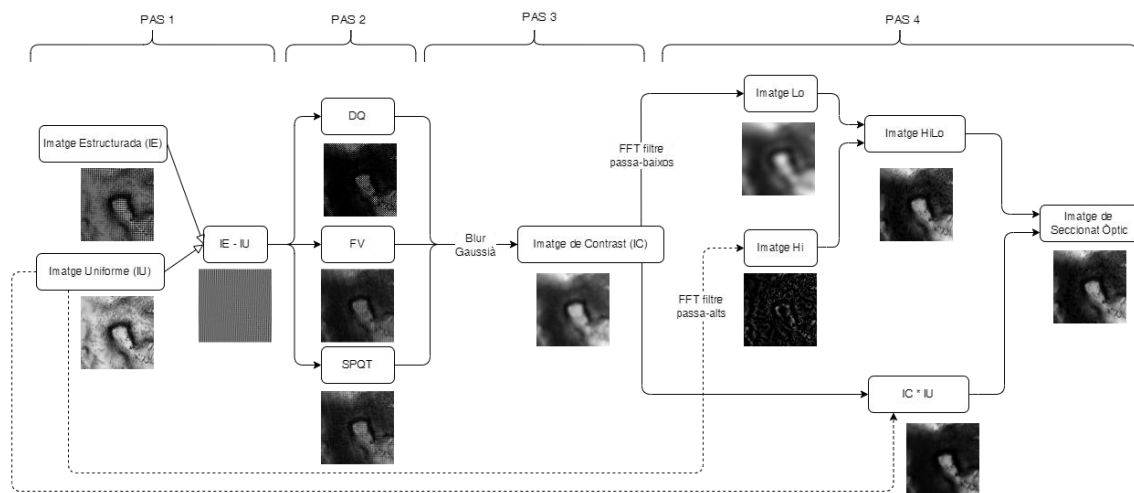 PAS 1
PAS 2
PAS 3
PAS 4
Imatge Estructurada (IE)
Imatge Uniforme (IU)
IE - IU
DQ
FV
SPQT
Blur
Gaussià
Imatge de Contrast (IC)
FFT filtre
passa-baixos
FFT filtre
passa-alts
Imatge Lo
Imatge Hi
Imatge HiLo
IC * IU
Imatge de
Seccionat Òptic